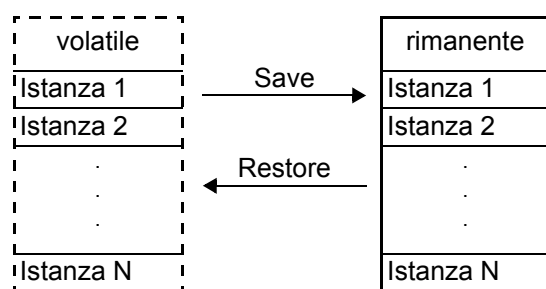 volatile
Istanza 1
Istanza 2
.
.
.
Istanza N
Save
Restore
rimanente
Istanza 1
Istanza 2
.
.
.
Istanza N